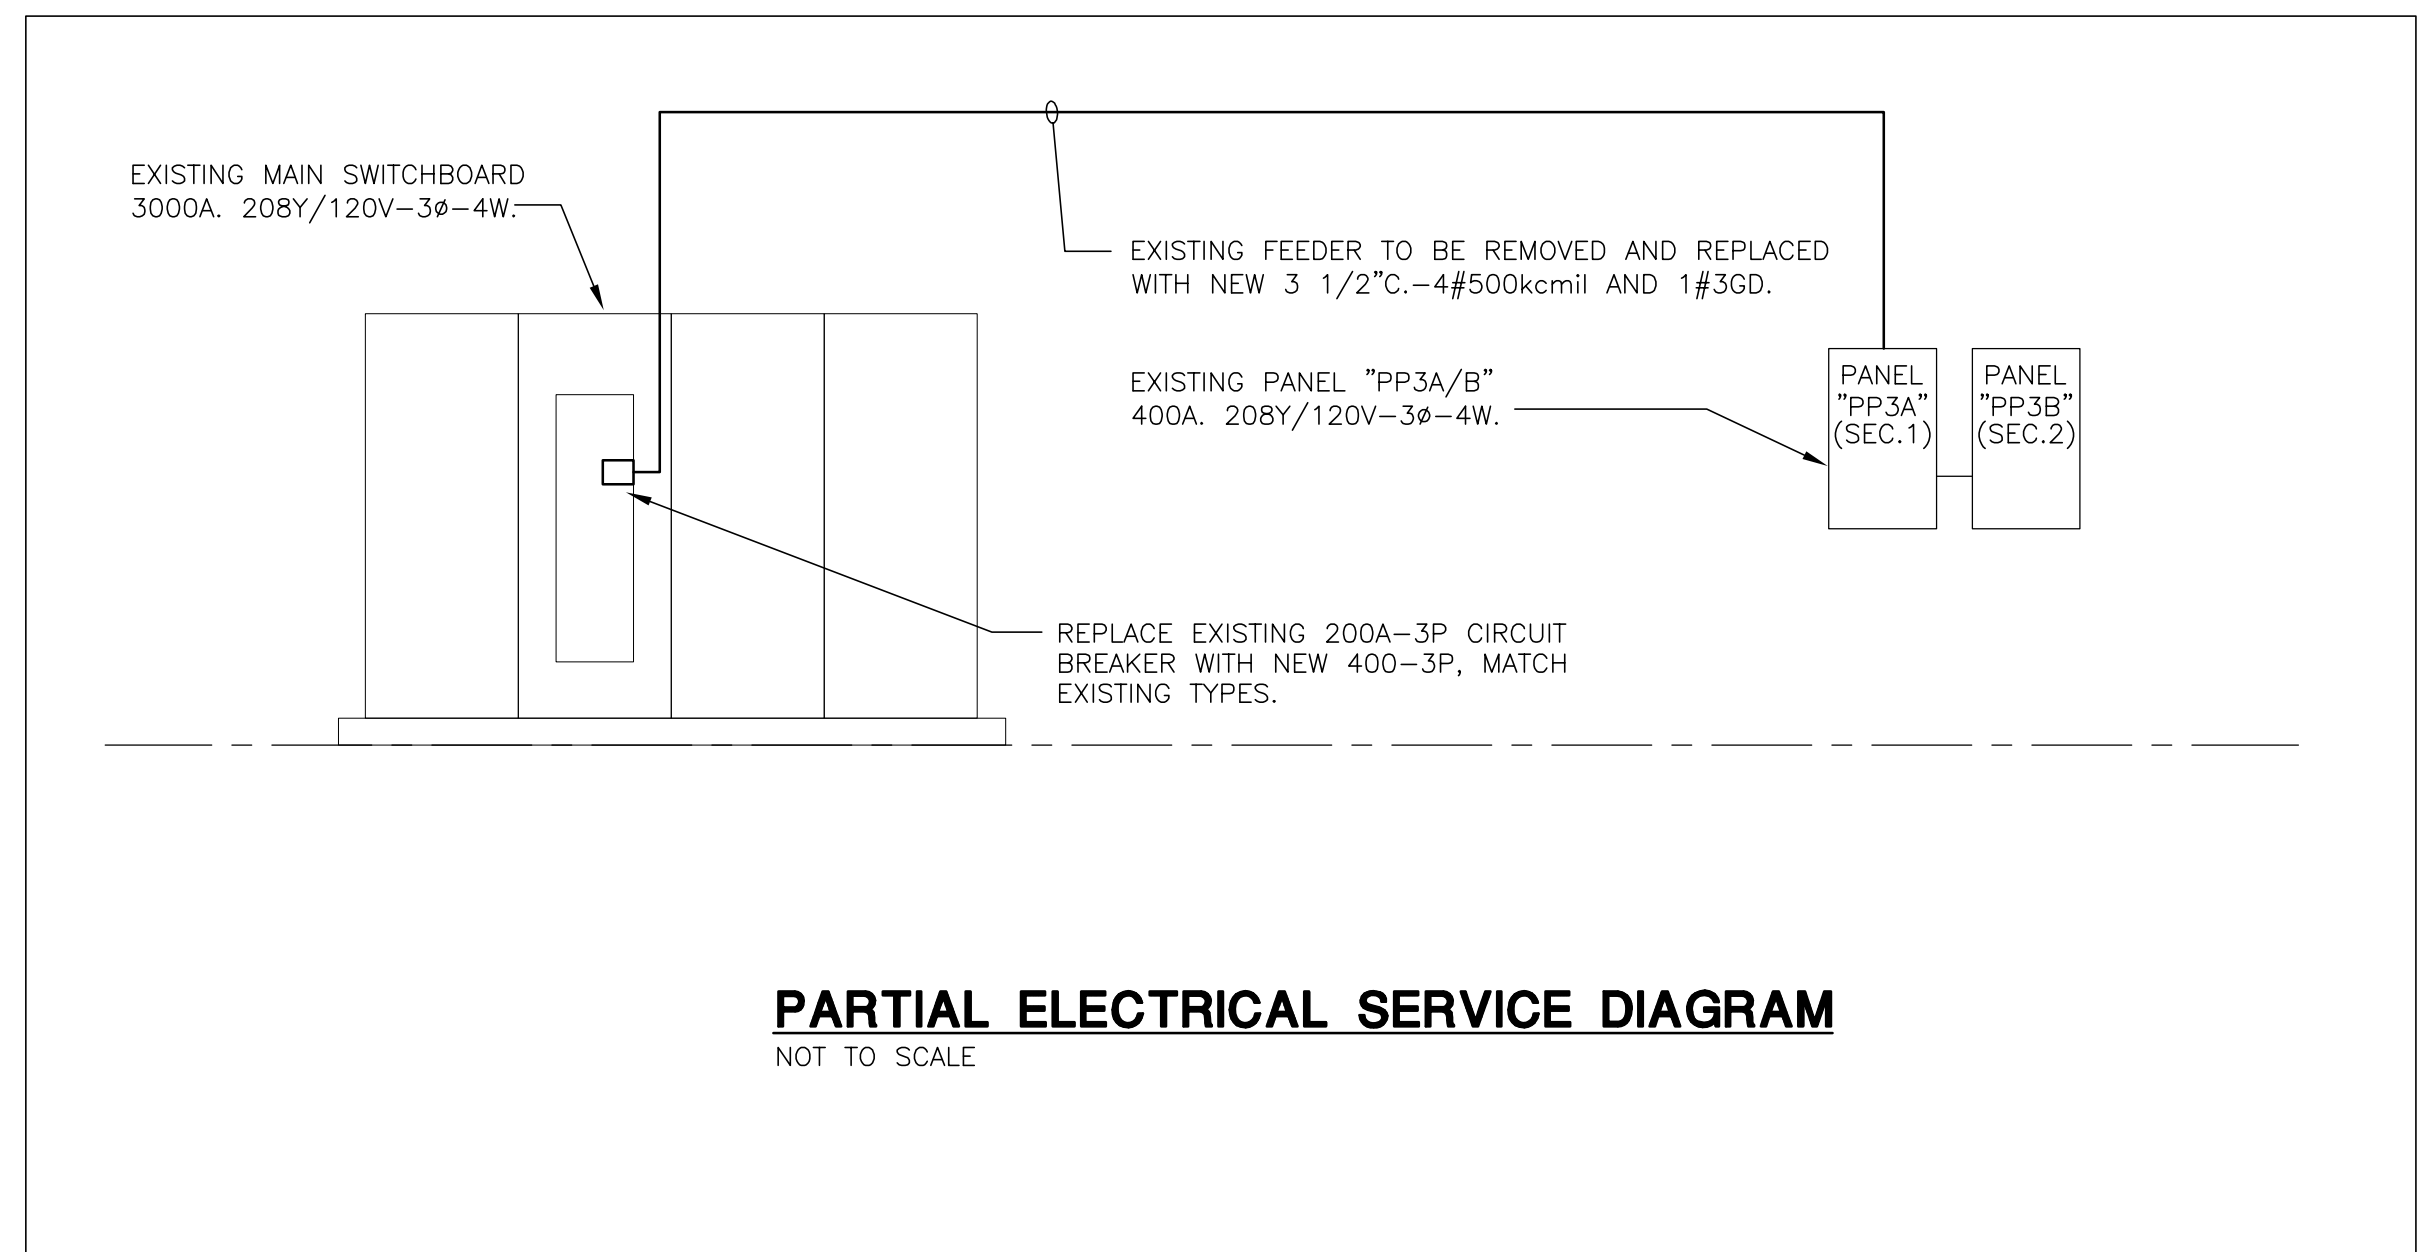 EXISTING MAIN SWITCHBOARD
3000A. 208Y/120V-3ø-4W.
EXISTING FEEDER TO BE REMOVED AND REPLACED
WITH NEW 3 1/2"C.-4#500kcmil AND 1#3GD.
EXISTING PANEL "PP3A/B"
400A. 208Y/120V-3ø-4W.
PANEL
"PP3A"
(SEC.1)
PANEL
"PP3B"
(SEC.2)
REPLACE EXISTING 200A-3P CIRCUIT
BREAKER WITH NEW 400-3P, MATCH
EXISTING TYPES.
PARTIAL ELECTRICAL SERVICE DIAGRAM
NOT TO SCALE